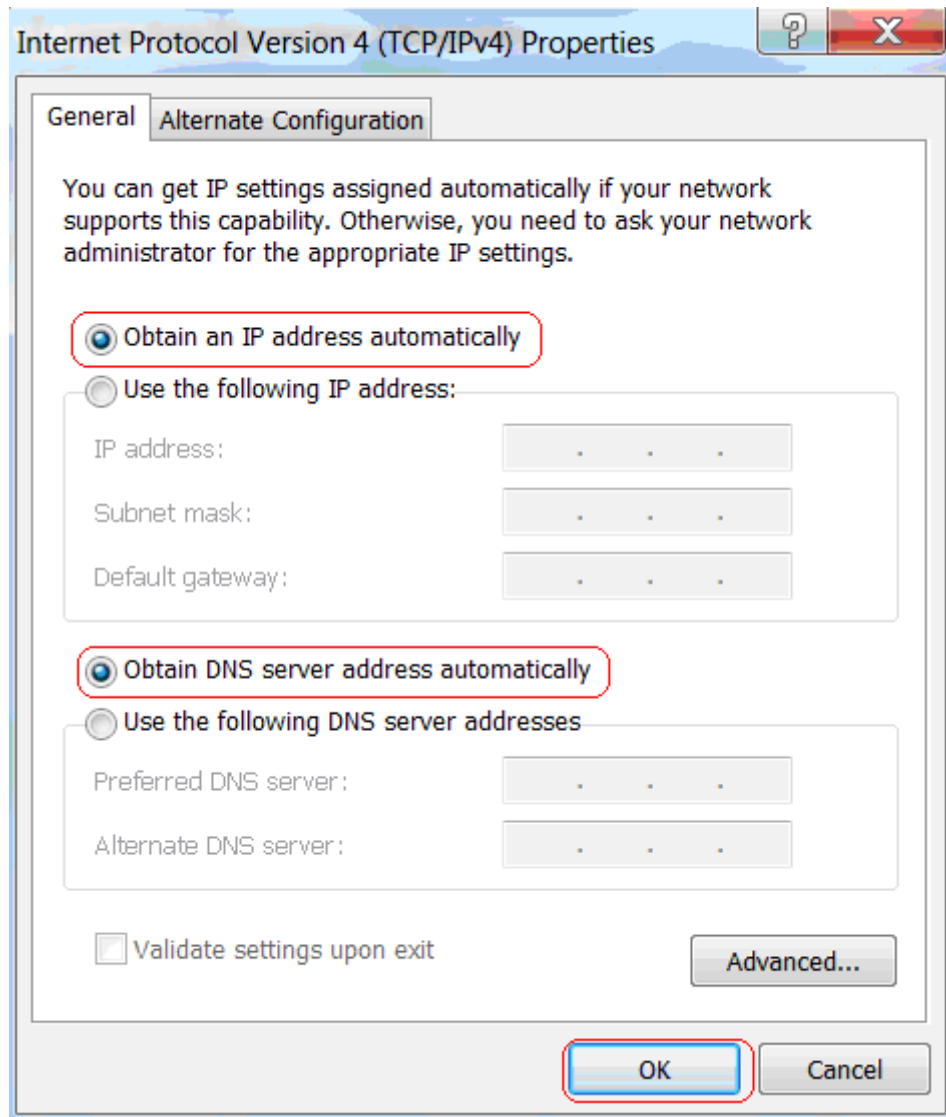 Internet Protocol Version 4 (TCP/IPv4) Properties
General
Alternate Configuration
You can get IP settings assigned automatically if your network
supports this capability. Otherwise, you need to ask your network
administrator for the appropriate IP settings.
Obtain an IP address automatically
Use the following IP address:
IP address:
Subnet mask:
Default gateway:
Obtain DNS server address automatically
Use the following DNS server addresses
Preferred DNS server:
Alternate DNS server:
Validate settings upon exit
Advanced...
OK
Cancel